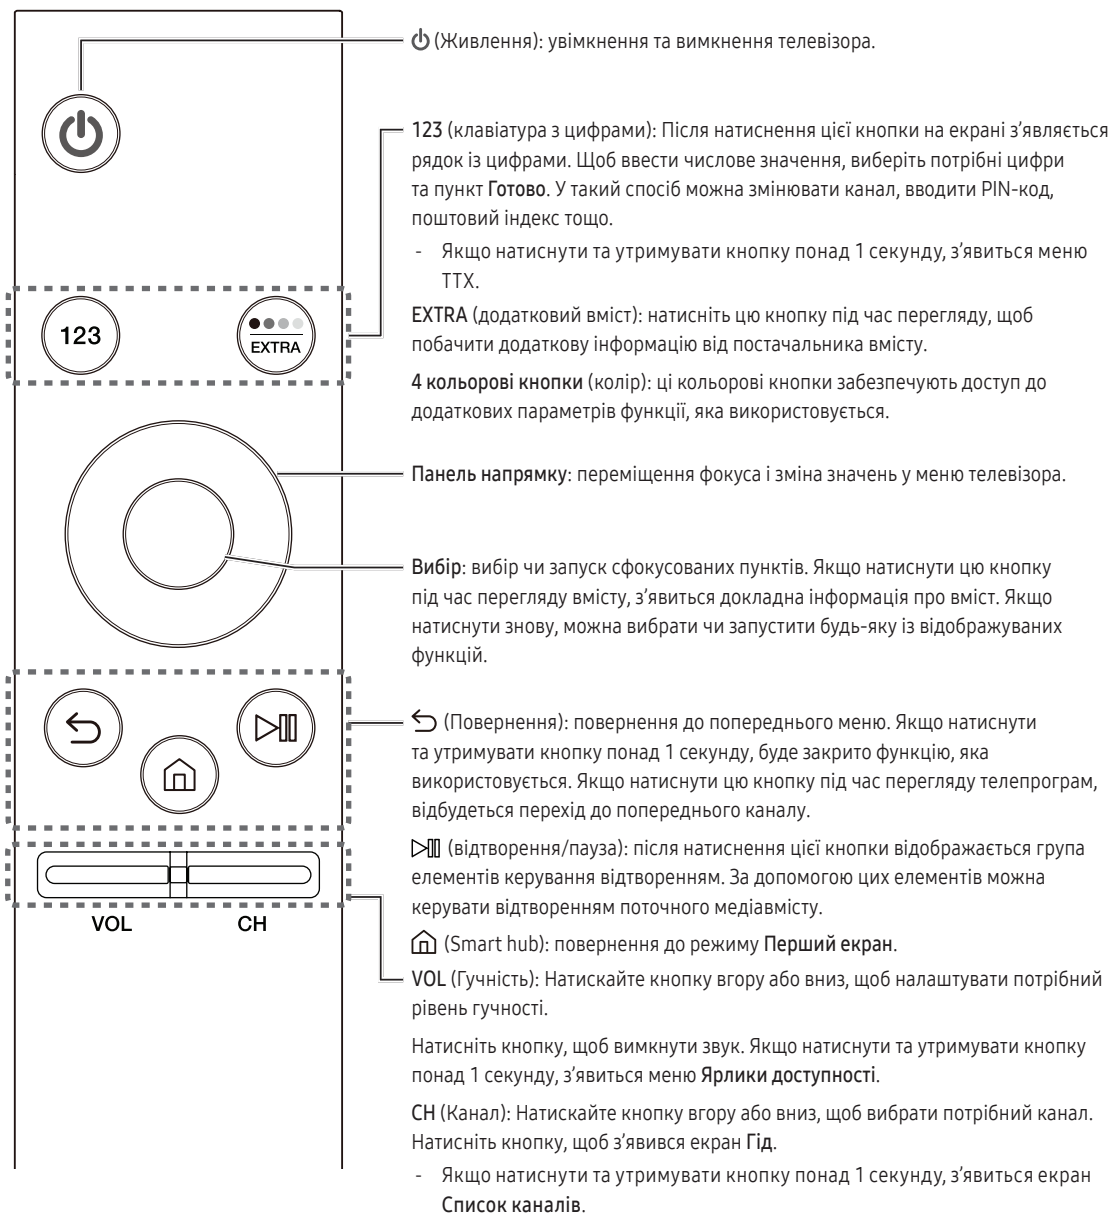 (Живлення): увімкнення та вимкнення телевізора.
123 (клавіатура з цифрами): Після натиснення цієї кнопки на екрані з’являється
рядок із цифрами. Щоб ввести числове значення, виберіть потрібні цифри
та пункт Готово. У такий спосіб можна змінювати канал, вводити PIN-код,
поштовий індекс тощо.
- Якщо натиснути та утримувати кнопку понад 1 секунду, з’явиться меню
TTX.
123
EXTRA
EXTRA (додатковий вміст): натисніть цю кнопку під час перегляду, щоб
побачити додаткову інформацію від постачальника вмісту.
4 кольорові кнопки (колір): ці кольорові кнопки забезпечують доступ до
додаткових параметрів функції, яка використовується.
Панель напрямку: переміщення фокуса і зміна значень у меню телевізора.
Вибір: вибір чи запуск сфокусованих пунктів. Якщо натиснути цю кнопку
під час перегляду вмісту, з’явиться докладна інформація про вміст. Якщо
натиснути знову, можна вибрати чи запустити будь-яку із відображуваних
функцій.
(Повернення): повернення до попереднього меню. Якщо натиснути
та утримувати кнопку понад 1 секунду, буде закрито функцію, яка
використовується. Якщо натиснути цю кнопку під час перегляду телепрограм,
відбудеться перехід до попереднього каналу.
(відтворення/пауза): після натиснення цієї кнопки відображається група
елементів керування відтворенням. За допомогою цих елементів можна
керувати відтворенням поточного медіавмісту.
VOL
CH
(Smart hub): повернення до режиму Перший екран.
VOL (Гучність): Натискайте кнопку вгору або вниз, щоб налаштувати потрібний
рівень гучності.
Натисніть кнопку, щоб вимкнути звук. Якщо натиснути та утримувати кнопку
понад 1 секунду, з’явиться меню Ярлики доступності.
CH (Канал): Натискайте кнопку вгору або вниз, щоб вибрати потрібний канал.
Натисніть кнопку, щоб з’явився екран Гід.
- Якщо натиснути та утримувати кнопку понад 1 секунду, з’явиться екран
Список каналів.